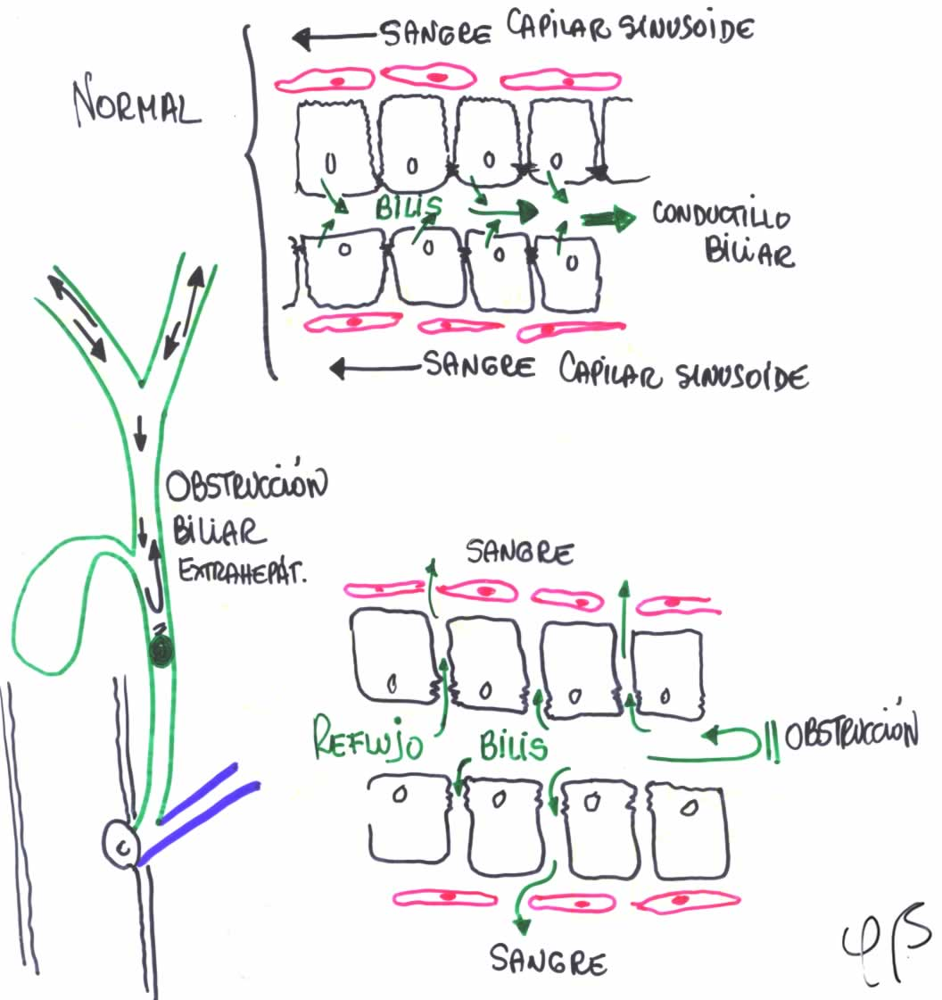 SANGRE CAPILAR SINUSOIDE
NORMAL
BILIS
CONDUCTILLO
BILIAR
SANGRE CAPILAR SINUSOIDE
OBSTRUCCIÓN
BILIAR
EXTRAHEPÁT.
SANGRE
REFLUJO BILIS
OBSTRUCCIÓN
SANGRE